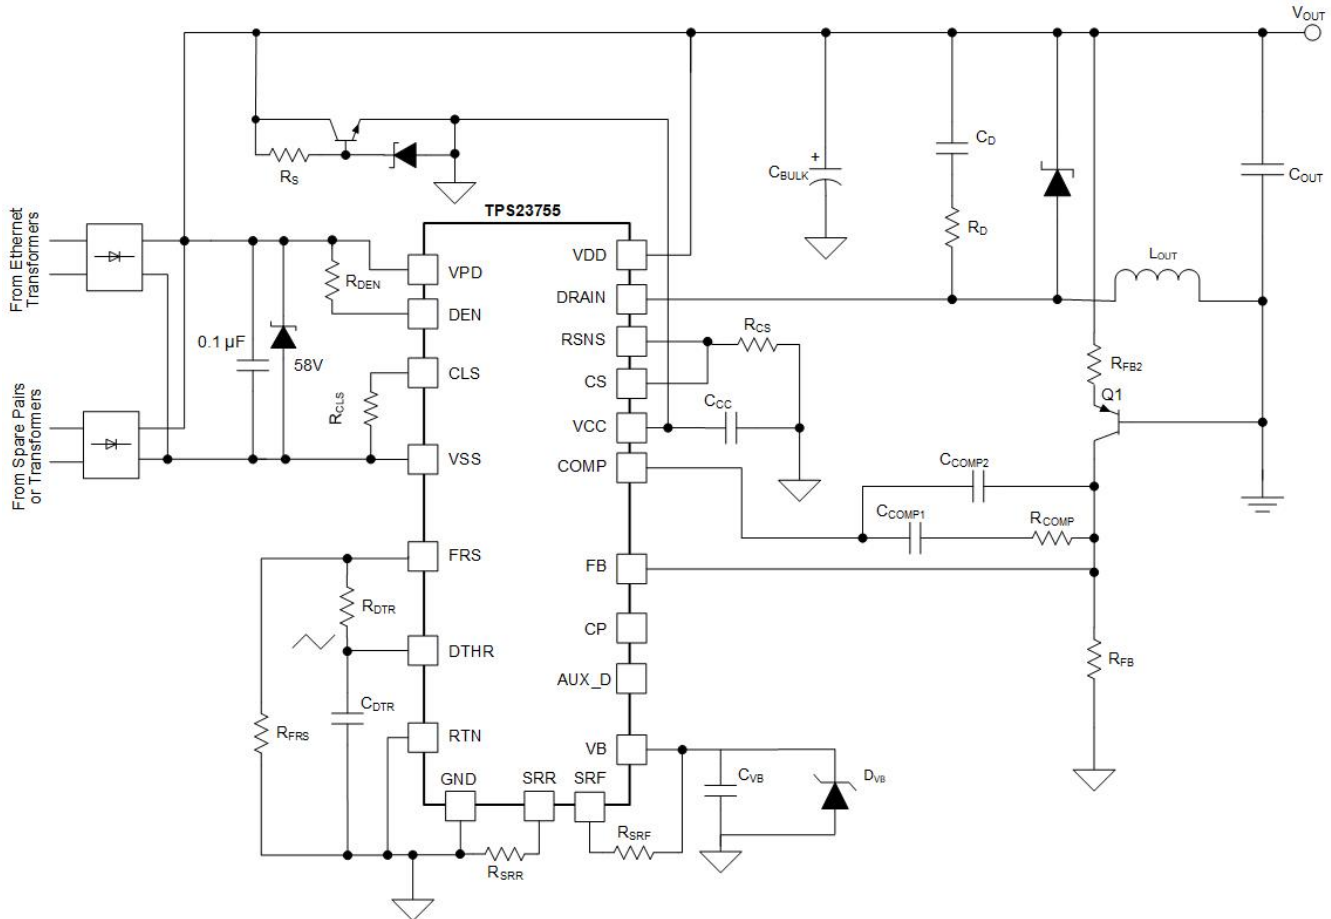 VOUT
CD
+
CBULK
COUT
RS
TPS23755
RD
From Ethernet
Transformers
VPD
VDD
LOUT
RDEN
DEN
DRAIN
0.1 µF
58V
RSNS
RCS
CLS
CS
RFB2
RCLS
Q1
VCC
CCC
From Spare Pairs
or Transformers
VSS
COMP
CCOMP2
CCOMP1
RCOMP
FRS
FB
RDTR
CP
DTHR
AUX_D
RFB
CDTR
RFRS
RTN
VB
GND
SRR
SRF
CVB
DVB
RSRF
RSRR